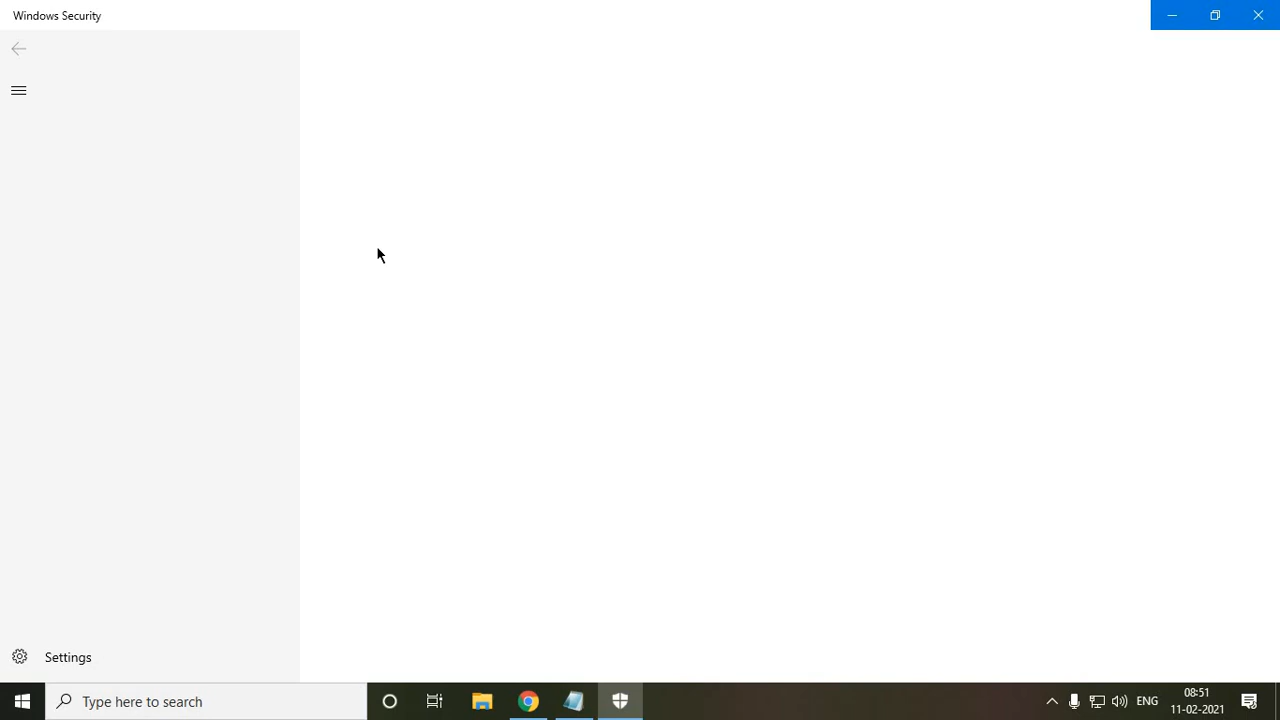 Windows Security
Settings
Type here to search
ENG
08:51
11-02-2021